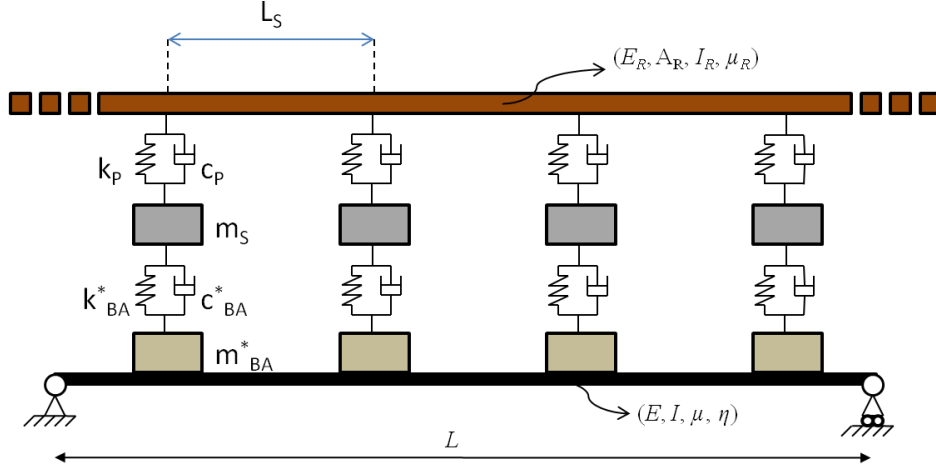 L_S
(E_R, A_R, I_R, μ_R)
k_P c_P
m_S
k*_BA c*_BA
m*_BA
(E, I, μ, η)
L